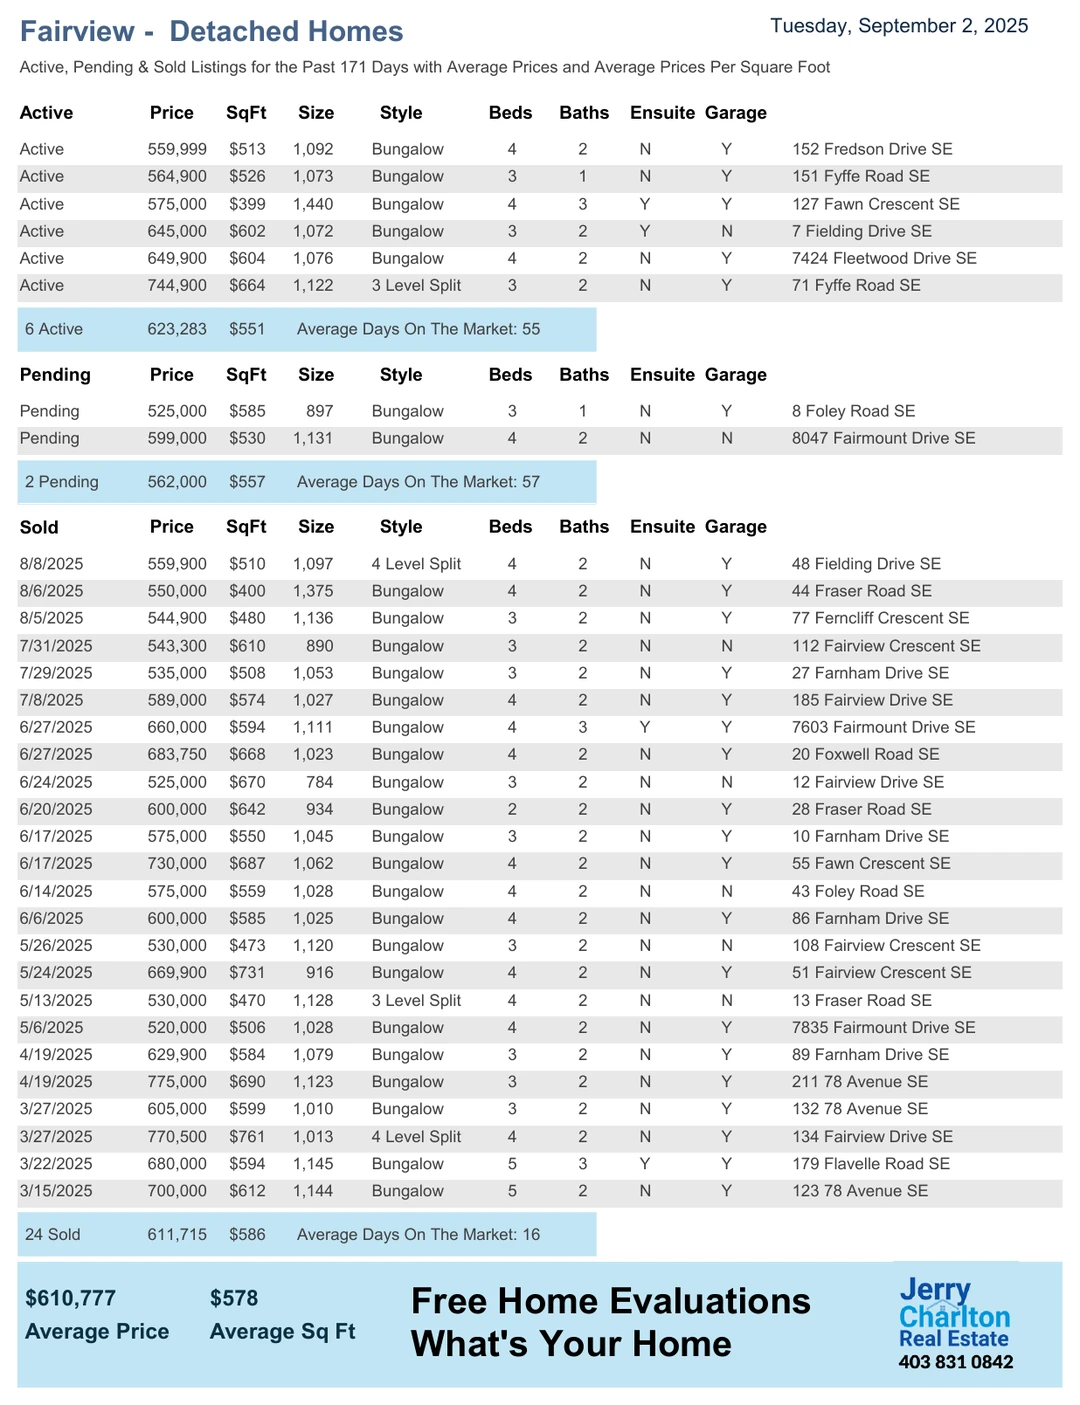 Fairview -  Detached Homes
Tuesday, September 2, 2025
Active, Pending & Sold Listings for the Past 171 Days with Average Prices and Average Prices Per Square Foot
Active Price SqFt Size Style Beds Baths Ensuite Garage
Active 559,999 $513 1,092 Bungalow 4 2 N Y 152 Fredson Drive SE
Active 564,900 $526 1,073 Bungalow 3 1 N Y 151 Fyffe Road SE
Active 575,000 $399 1,440 Bungalow 4 3 Y Y 127 Fawn Crescent SE
Active 645,000 $602 1,072 Bungalow 3 2 Y N 7 Fielding Drive SE
Active 649,900 $604 1,076 Bungalow 4 2 N Y 7424 Fleetwood Drive SE
Active 744,900 $664 1,122 3 Level Split 3 2 N Y 71 Fyffe Road SE
6 Active 623,283 $551 Average Days On The Market: 55
Pending Price SqFt Size Style Beds Baths Ensuite Garage
Pending 525,000 $585 897 Bungalow 3 1 N Y 8 Foley Road SE
Pending 599,000 $530 1,131 Bungalow 4 2 N N 8047 Fairmount Drive SE
2 Pending 562,000 $557 Average Days On The Market: 57
Sold Price SqFt Size Style Beds Baths Ensuite Garage
8/8/2025 559,900 $510 1,097 4 Level Split 4 2 N Y 48 Fielding Drive SE
8/6/2025 550,000 $400 1,375 Bungalow 4 2 N Y 44 Fraser Road SE
8/5/2025 544,900 $480 1,136 Bungalow 3 2 N Y 77 Ferncliff Crescent SE
7/31/2025 543,300 $610 890 Bungalow 3 2 N N 112 Fairview Crescent SE
7/29/2025 535,000 $508 1,053 Bungalow 3 2 N Y 27 Farnham Drive SE
7/8/2025 589,000 $574 1,027 Bungalow 4 2 N Y 185 Fairview Drive SE
6/27/2025 660,000 $594 1,111 Bungalow 4 3 Y Y 7603 Fairmount Drive SE
6/27/2025 683,750 $668 1,023 Bungalow 4 2 N Y 20 Foxwell Road SE
6/24/2025 525,000 $670 784 Bungalow 3 2 N N 12 Fairview Drive SE
6/20/2025 600,000 $642 934 Bungalow 2 2 N Y 28 Fraser Road SE
6/17/2025 575,000 $550 1,045 Bungalow 3 2 N Y 10 Farnham Drive SE
6/17/2025 730,000 $687 1,062 Bungalow 4 2 N Y 55 Fawn Crescent SE
6/14/2025 575,000 $559 1,028 Bungalow 4 2 N N 43 Foley Road SE
6/6/2025 600,000 $585 1,025 Bungalow 4 2 N Y 86 Farnham Drive SE
5/26/2025 530,000 $473 1,120 Bungalow 3 2 N N 108 Fairview Crescent SE
5/24/2025 669,900 $731 916 Bungalow 4 2 N Y 51 Fairview Crescent SE
5/13/2025 530,000 $470 1,128 3 Level Split 4 2 N N 13 Fraser Road SE
5/6/2025 520,000 $506 1,028 Bungalow 4 2 N Y 7835 Fairmount Drive SE
4/19/2025 629,900 $584 1,079 Bungalow 3 2 N Y 89 Farnham Drive SE
4/19/2025 775,000 $690 1,123 Bungalow 3 2 N Y 211 78 Avenue SE
3/27/2025 605,000 $599 1,010 Bungalow 3 2 N Y 132 78 Avenue SE
3/27/2025 770,500 $761 1,013 4 Level Split 4 2 N Y 134 Fairview Drive SE
3/22/2025 680,000 $594 1,145 Bungalow 5 3 Y Y 179 Flavelle Road SE
3/15/2025 700,000 $612 1,144 Bungalow 5 2 N Y 123 78 Avenue SE
24 Sold 611,715 $586 Average Days On The Market: 16
$610,777 $578
Average Price Average Sq Ft
Free Home Evaluations
What's Your Home
Jerry
Charlton
Real Estate
403 831 0842